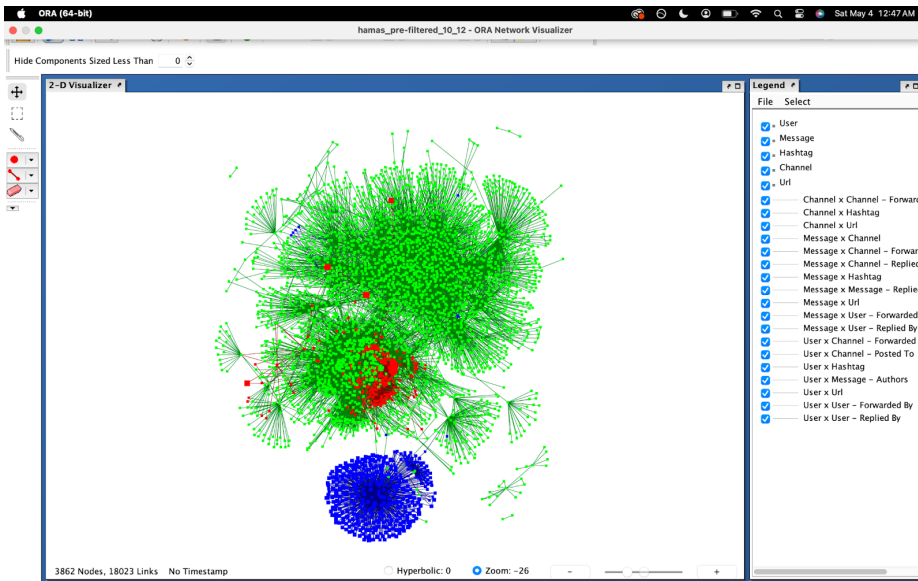 ORA (64-bit)
Sat May 4 12:47 AM
hamas_pre-filtered_10_12 - ORA Network Visualizer
Hide Components Sized Less Than 0
2-D Visualizer
Legend
File Select
User
Message
Hashtag
Channel
Url
Channel x Channel - Forward
Channel x Hashtag
Channel x Url
Message x Channel
Message x Channel - Forwar
Message x Channel - Replied
Message x Hashtag
Message x Message - Replie
Message x Url
Message x User - Forwarded
Message x User - Replied By
User x Channel - Forwarded
User x Channel - Posted To
User x Hashtag
User x Message - Authors
User x Url
User x User - Forwarded By
User x User - Replied By
3862 Nodes, 18023 Links No Timestamp
Hyperbolic: 0 Zoom: -26 - +